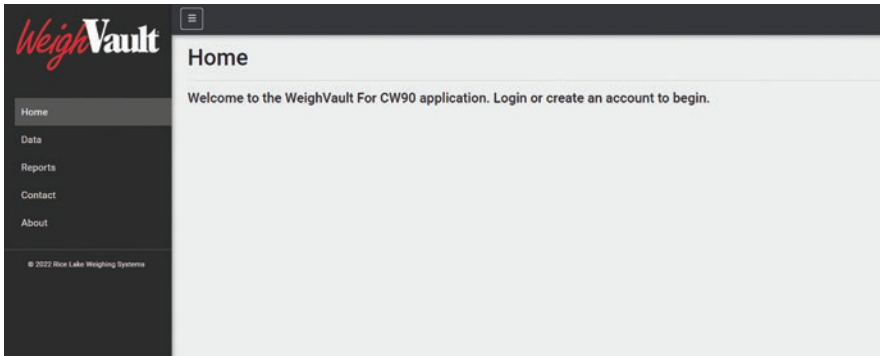 WeighVault
Home
Data
Reports
Contact
About
© 2022 Rice Lake Weighing Systems
Home
Welcome to the WeighVault For CW90 application. Login or create an account to begin.